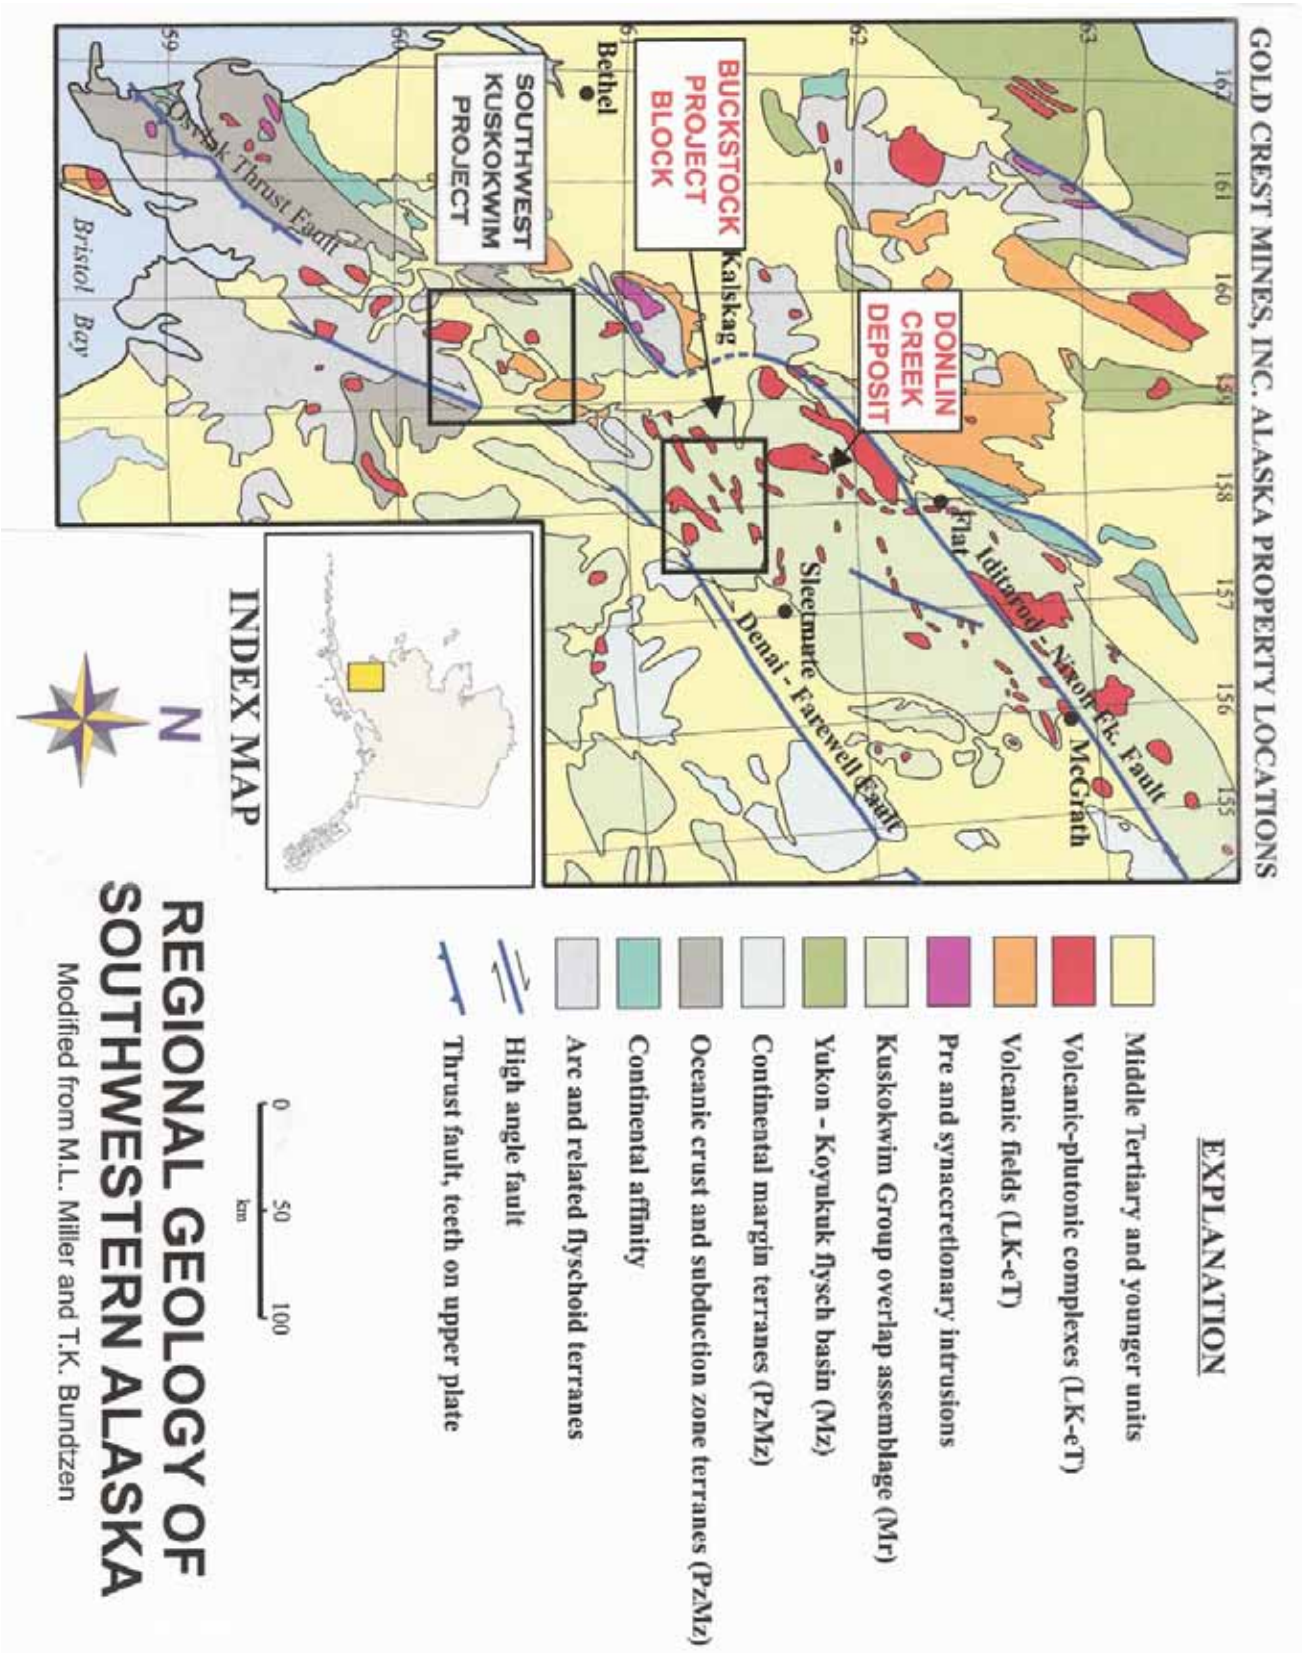 GOLD CREST MINES, INC. ALASKA PROPERTY LOCATIONS
161
160
159
158
157
156
155
63
62
61
60
59
DONLIN
CREEK
DEPOSIT
BUCKSTOCK
PROJECT
BLOCK
SOUTHWEST
KUSKOKWIM
PROJECT
Bethel
Kalskag
Flat
Sleetmute
McGrath
Iditarod - Nixon Fk. Fault
Denai - Farewell Fault
Osviak Thrust Fault
Bristol Bay
INDEX MAP
N
EXPLANATION
Middle Tertiary and younger units
Volcanic-plutonic complexes (LK-eT)
Volcanic fields (LK-eT)
Pre and synaccretionary intrusions
Kuskokwim Group overlap assemblage (Mr)
Yukon - Koyukuk flysch basin (Mz)
Continental margin terranes (PzMz)
Oceanic crust and subduction zone terranes (PzMz)
Continental affinity
Arc and related flyschoid terranes
High angle fault
Thrust fault, teeth on upper plate
0 50 100
km
REGIONAL GEOLOGY OF
SOUTHWESTERN ALASKA
Modified from M.L. Miller and T.K. Bundtzen